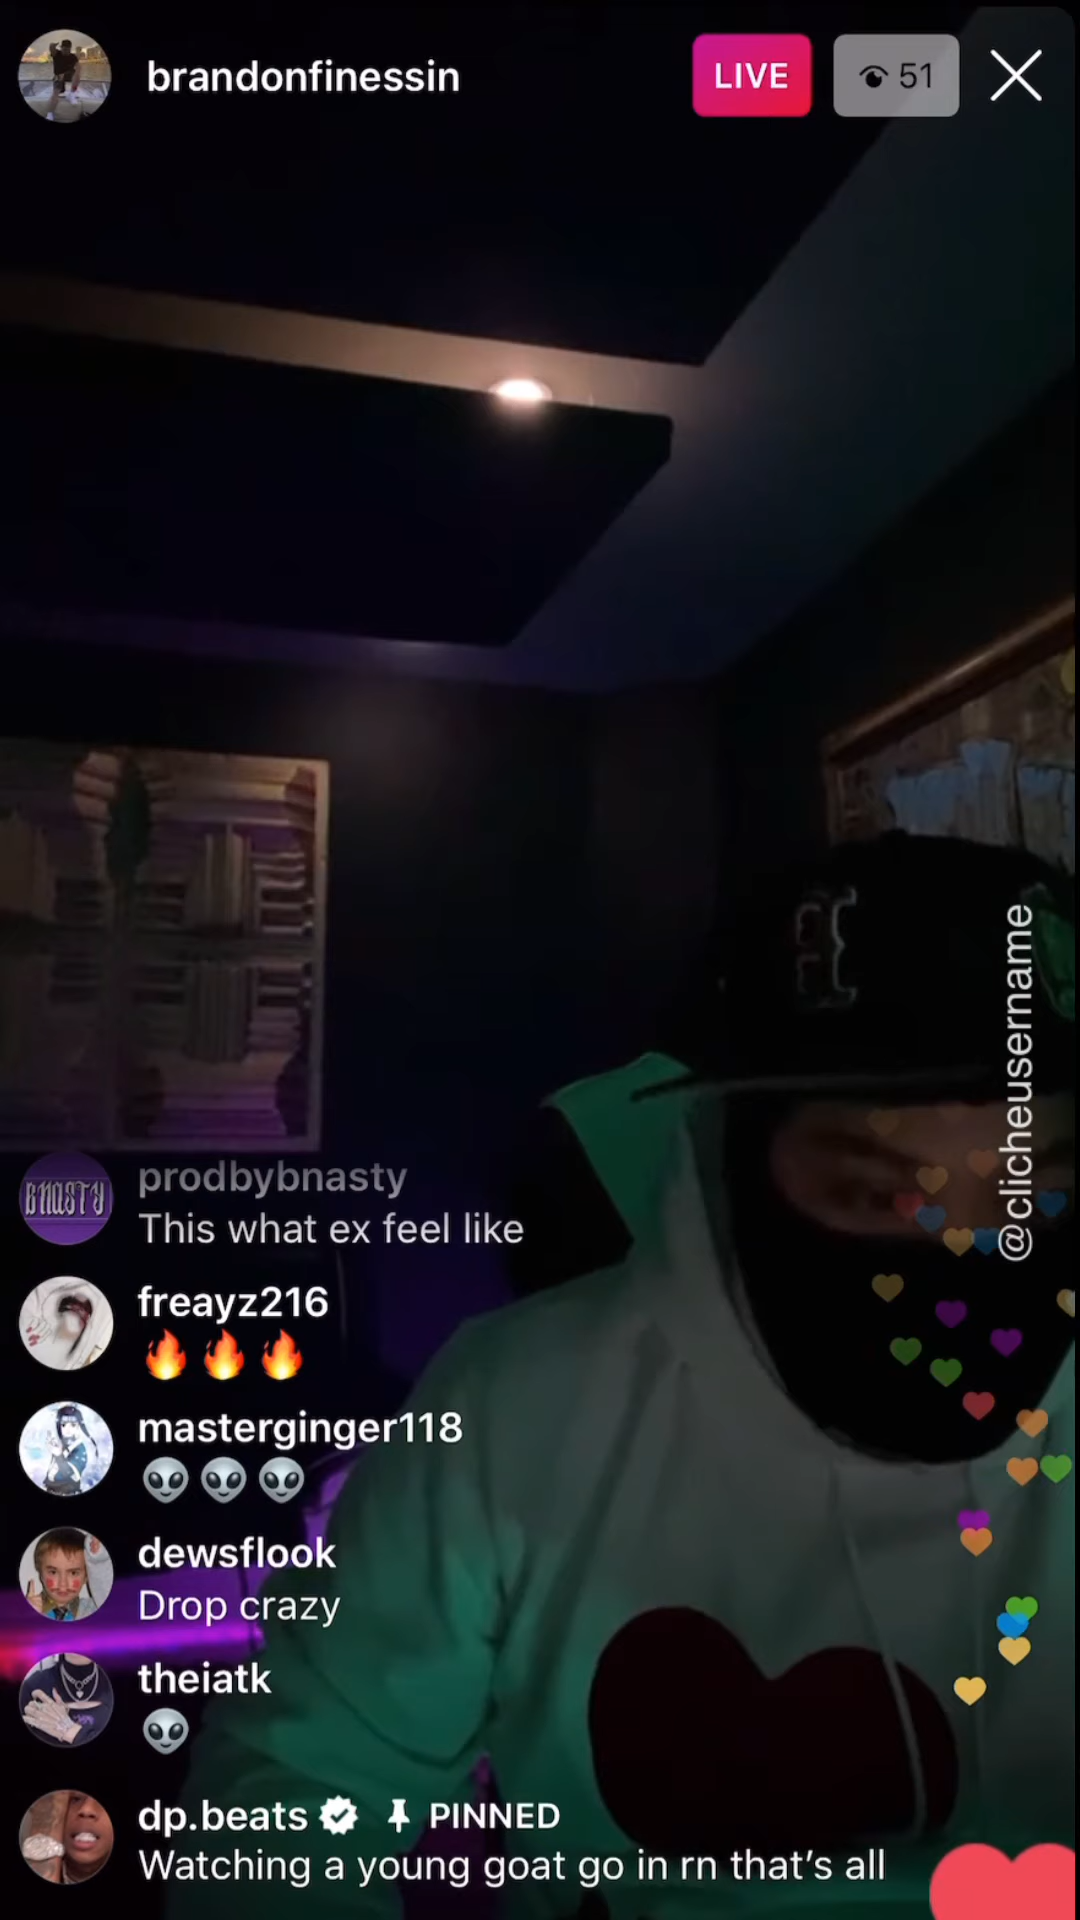 brandonfinessin
LIVE
51
@clicheusername
BNASTY
prodbybnasty
This what ex feel like
freayz216
🔥🔥🔥
masterginger118
👽👽👽
dewsflook
Drop crazy
theiatk
👽
dp.beats PINNED
Watching a young goat go in rn that’s all